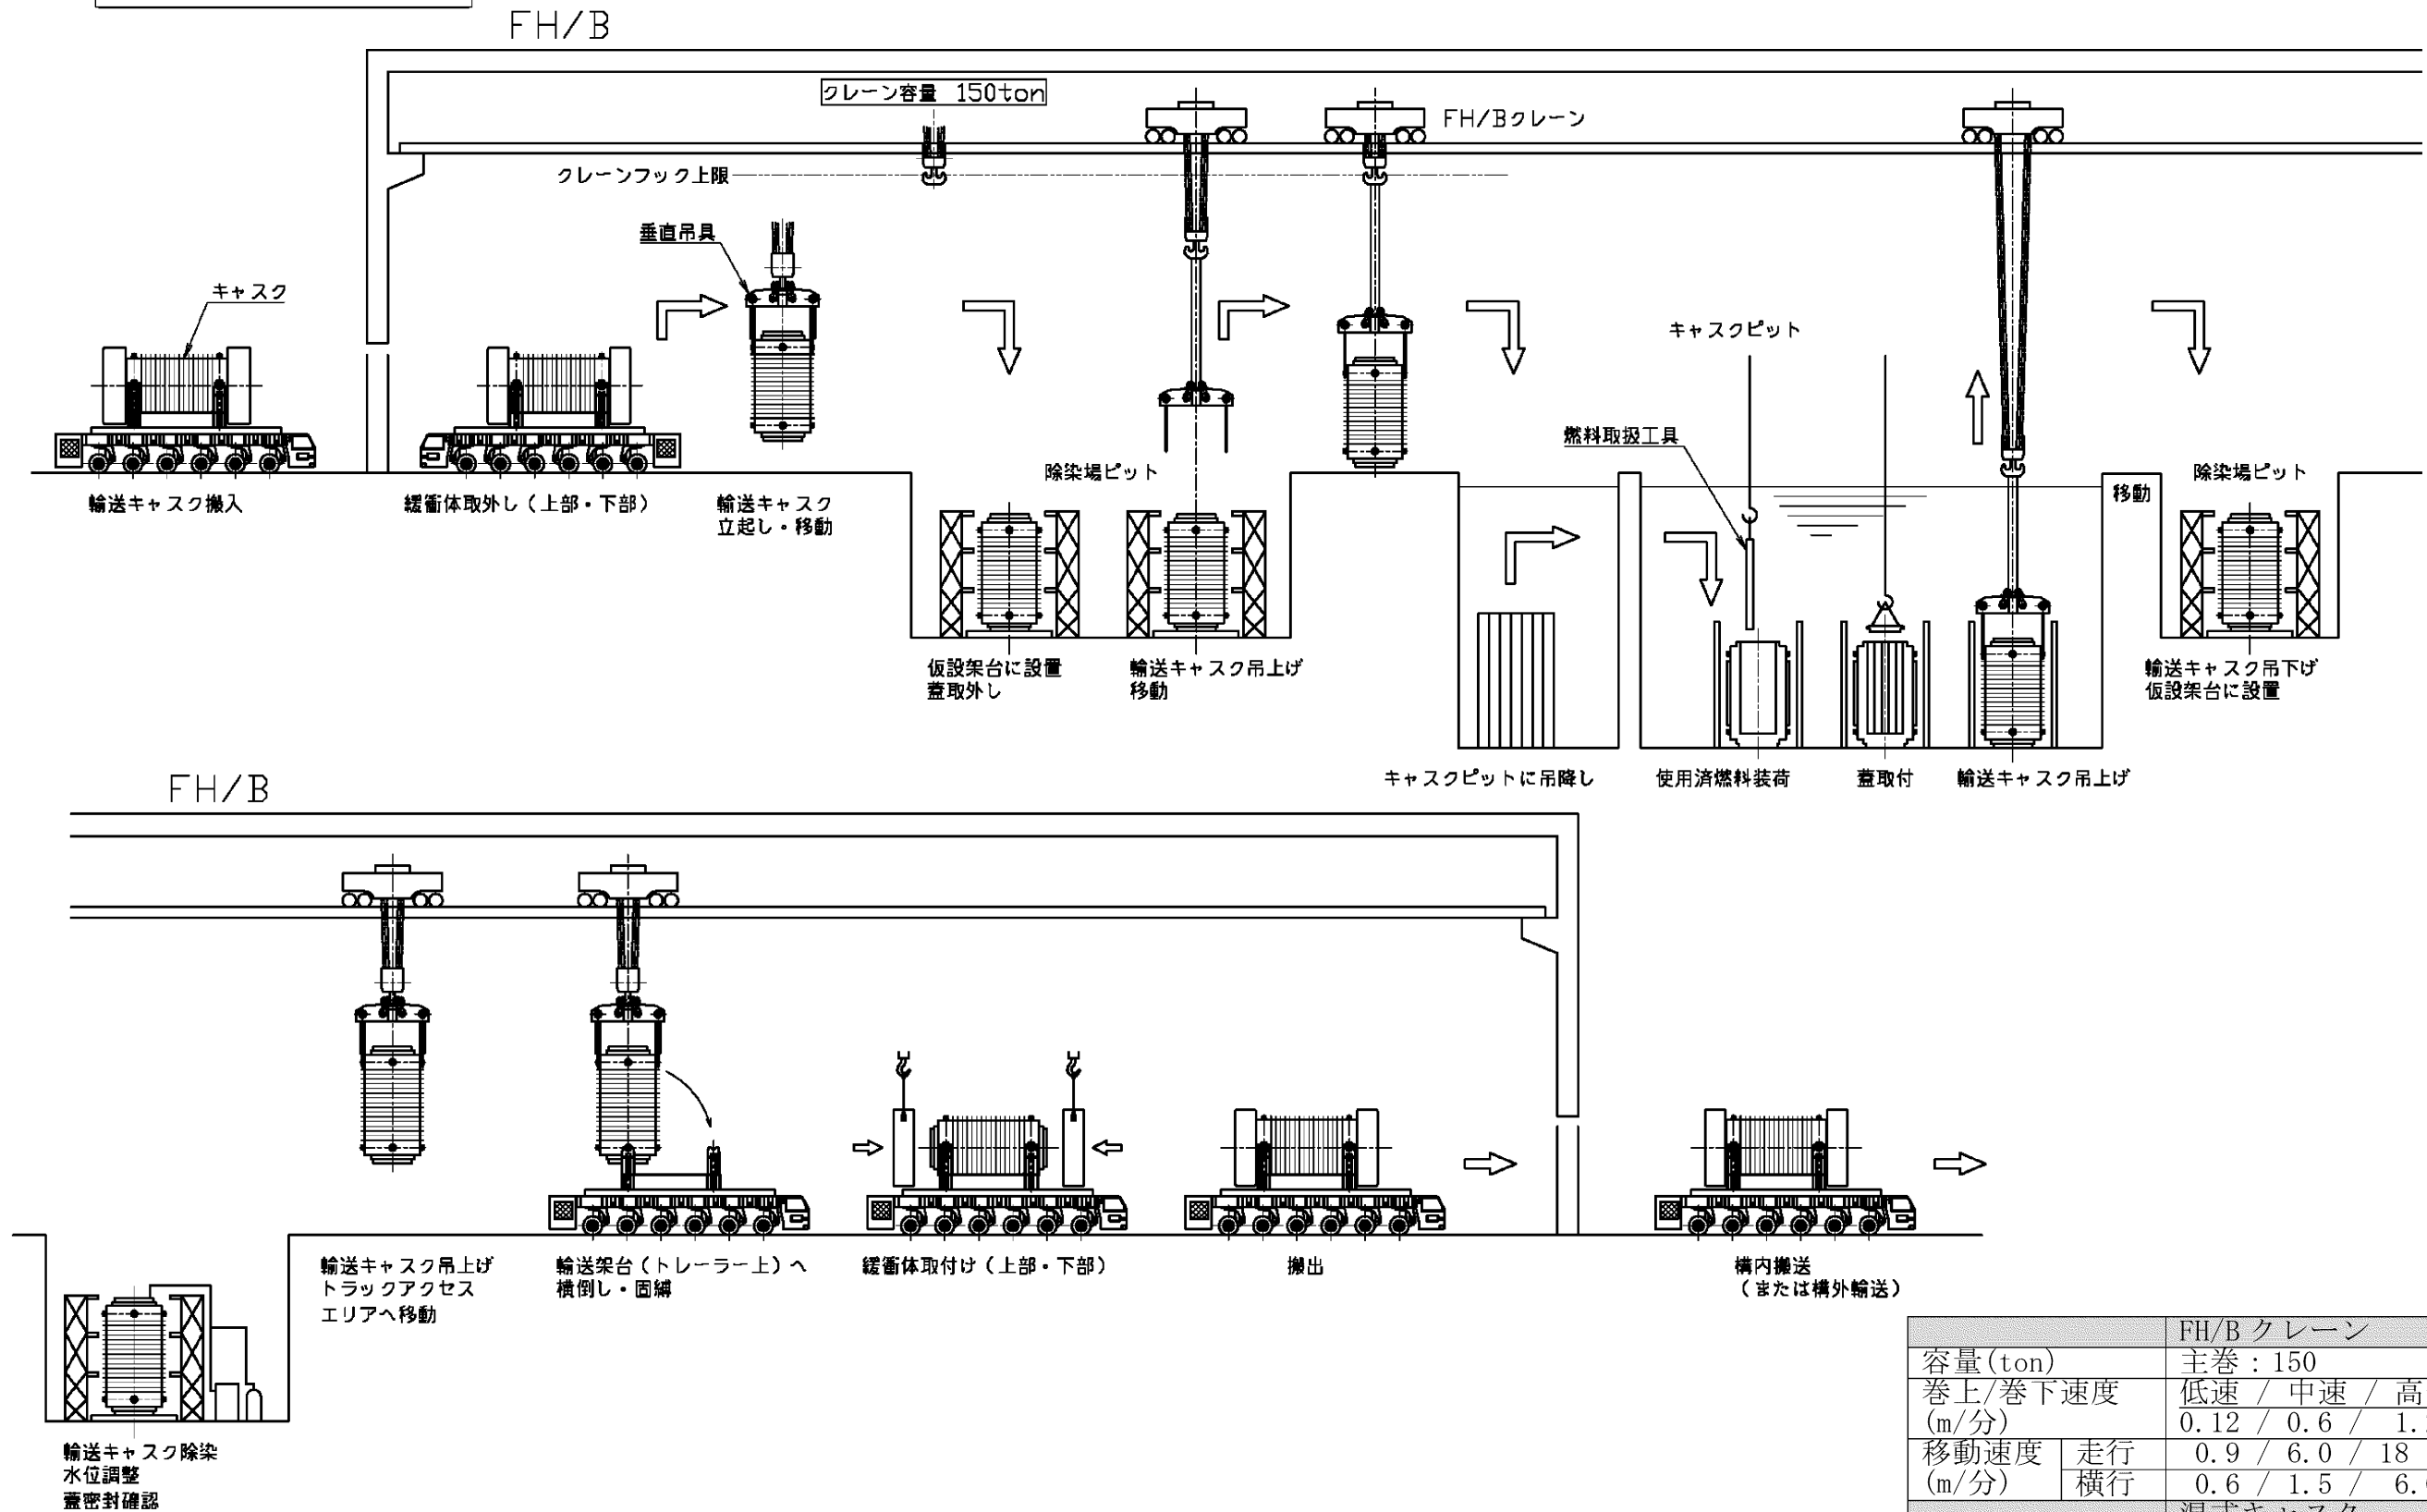 FH/B
クレーン容量 150ton
FH/Bクレーン
クレーンフック上限
垂直吊具
キャスク
キャスクピット
燃料取扱工具
除染場ピット
移動
除染場ピット
輸送キャスク搬入
緩衝体取外し（上部・下部）
輸送キャスク
立起し・移動
仮設架台に設置
蓋取外し
輸送キャスク吊上げ
移動
輸送キャスク吊下げ
仮設架台に設置
キャスクピットに吊降し
使用済燃料装荷
蓋取付
輸送キャスク吊上げ
FH/B
輸送キャスク吊上げ
トラックアクセス
エリアへ移動
輸送架台（トレーラー上）へ
横倒し・固縛
緩衝体取付け（上部・下部）
搬出
構内搬送
（または構外輸送）
輸送キャスク除染
水位調整
蓋密封確認
FH/B クレーン
容量(ton) 主巻：150
巻上/巻下速度 低速 / 中速 / 高
(m/分) 0.12 / 0.6 / 1.
移動速度 走行 0.9 / 6.0 / 18
(m/分) 横行 0.6 / 1.5 / 6.